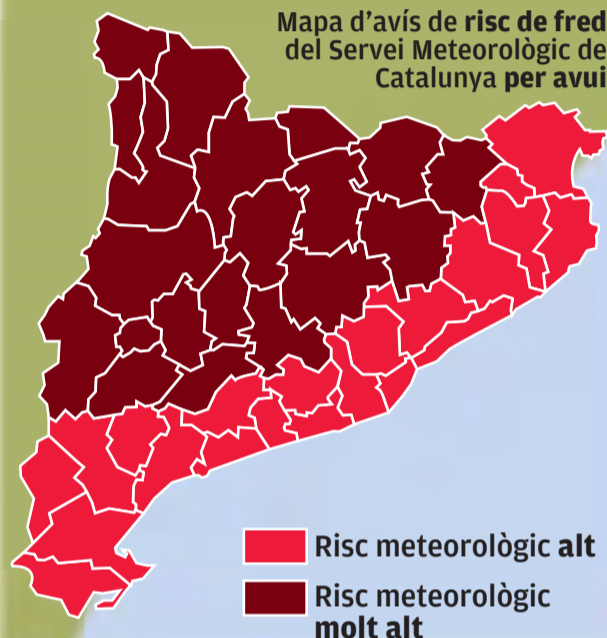 Mapa d'avís de risc de fred
del Servei Meteorològic de
Catalunya per avui
Risc meteorològic alt
Risc meteorològic
molt alt